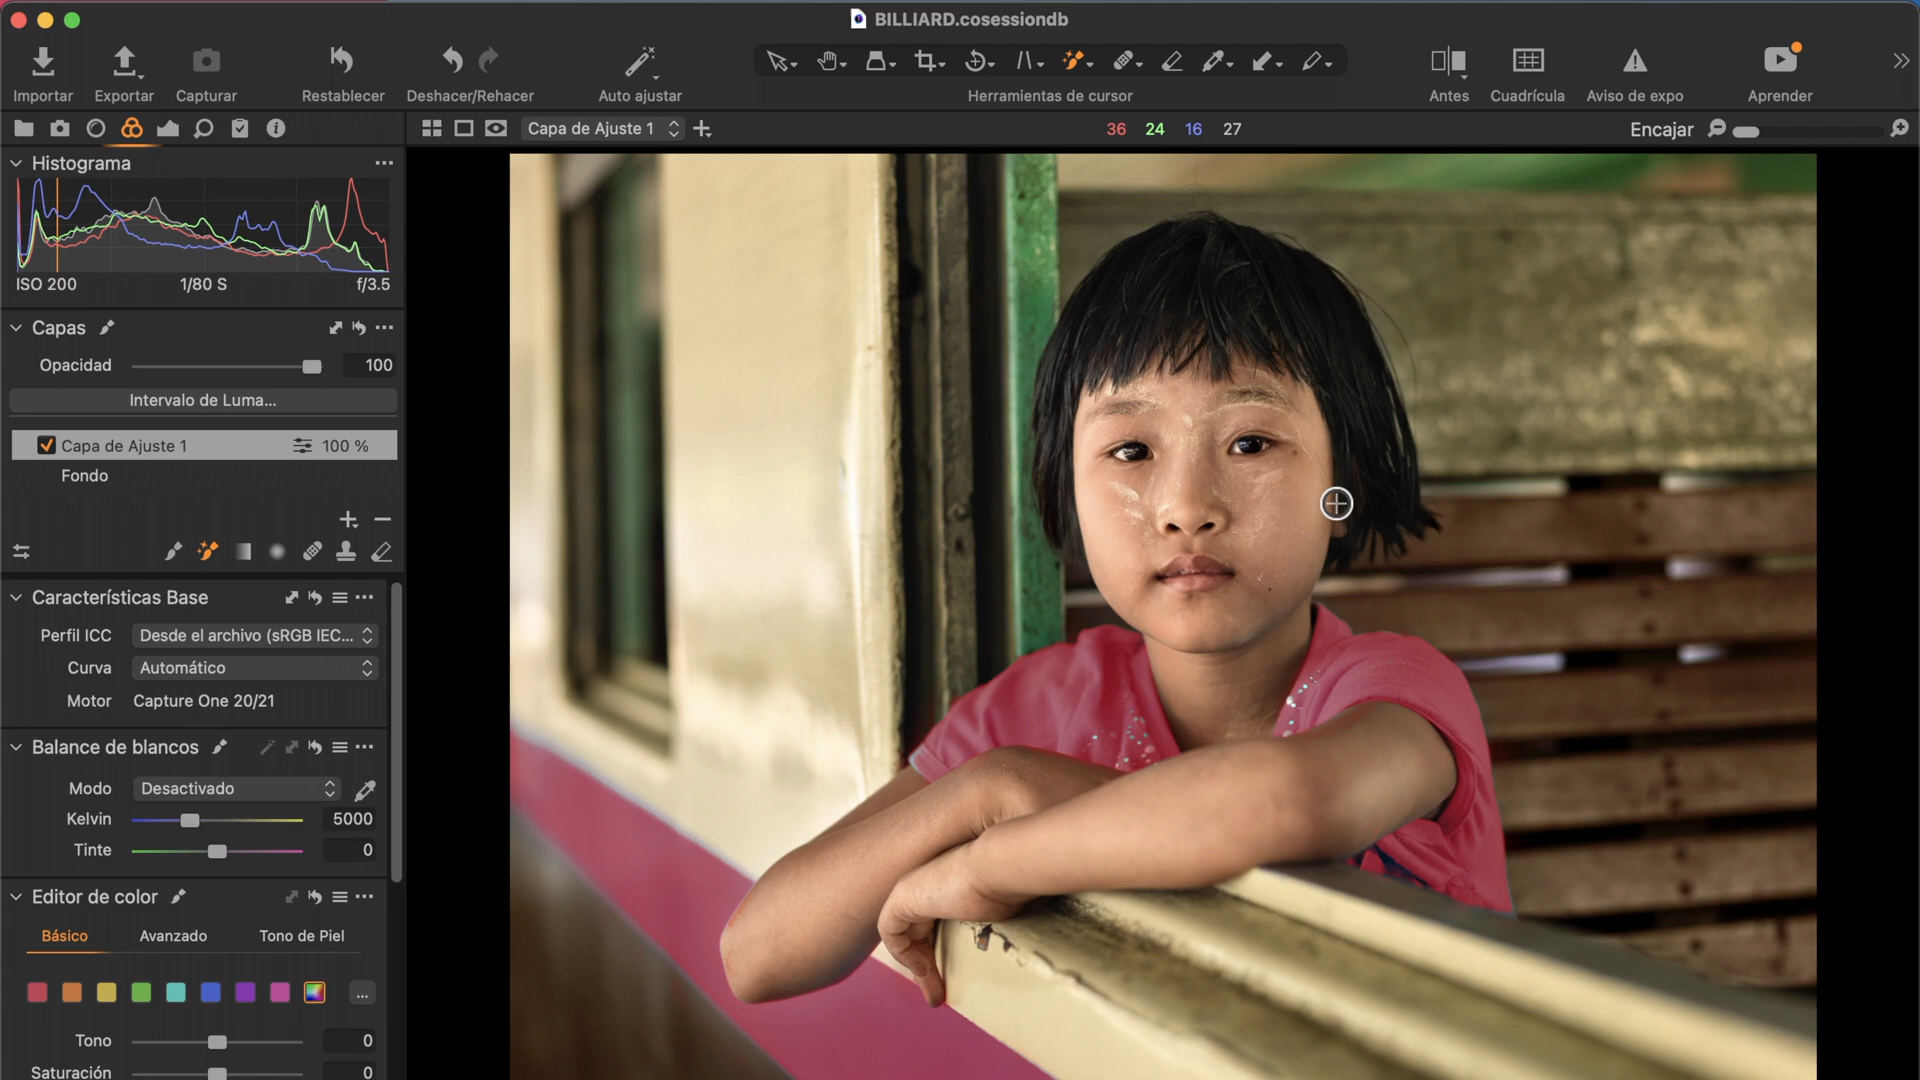 BILLIARD.cosessiondb
Importar
Exportar
Capturar
Restablecer
Deshacer/Rehacer
Auto ajustar
Herramientas de cursor
Antes
Cuadrícula
Aviso de expo
Aprender
Capa de Ajuste 1
36 24 16 27
Encajar
Histograma
ISO 200 1/80 S f/3.5
Capas
Opacidad 100
Intervalo de Luma...
Capa de Ajuste 1 100 %
Fondo
Características Base
Perfil ICC Desde el archivo (sRGB IEC...
Curva Automático
Motor Capture One 20/21
Balance de blancos
Modo Desactivado
Kelvin 5000
Tinte 0
Editor de color
Básico Avanzado Tono de Piel
...
Tono 0
Saturación 0